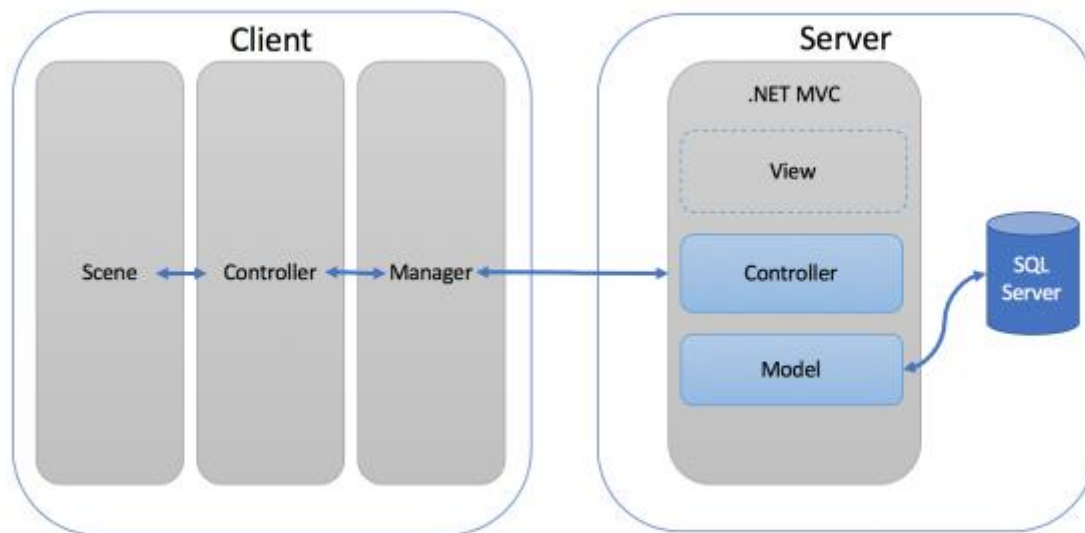 Client
Server
.NET MVC
View
Scene
Controller
Manager
Controller
SQL
Server
Model